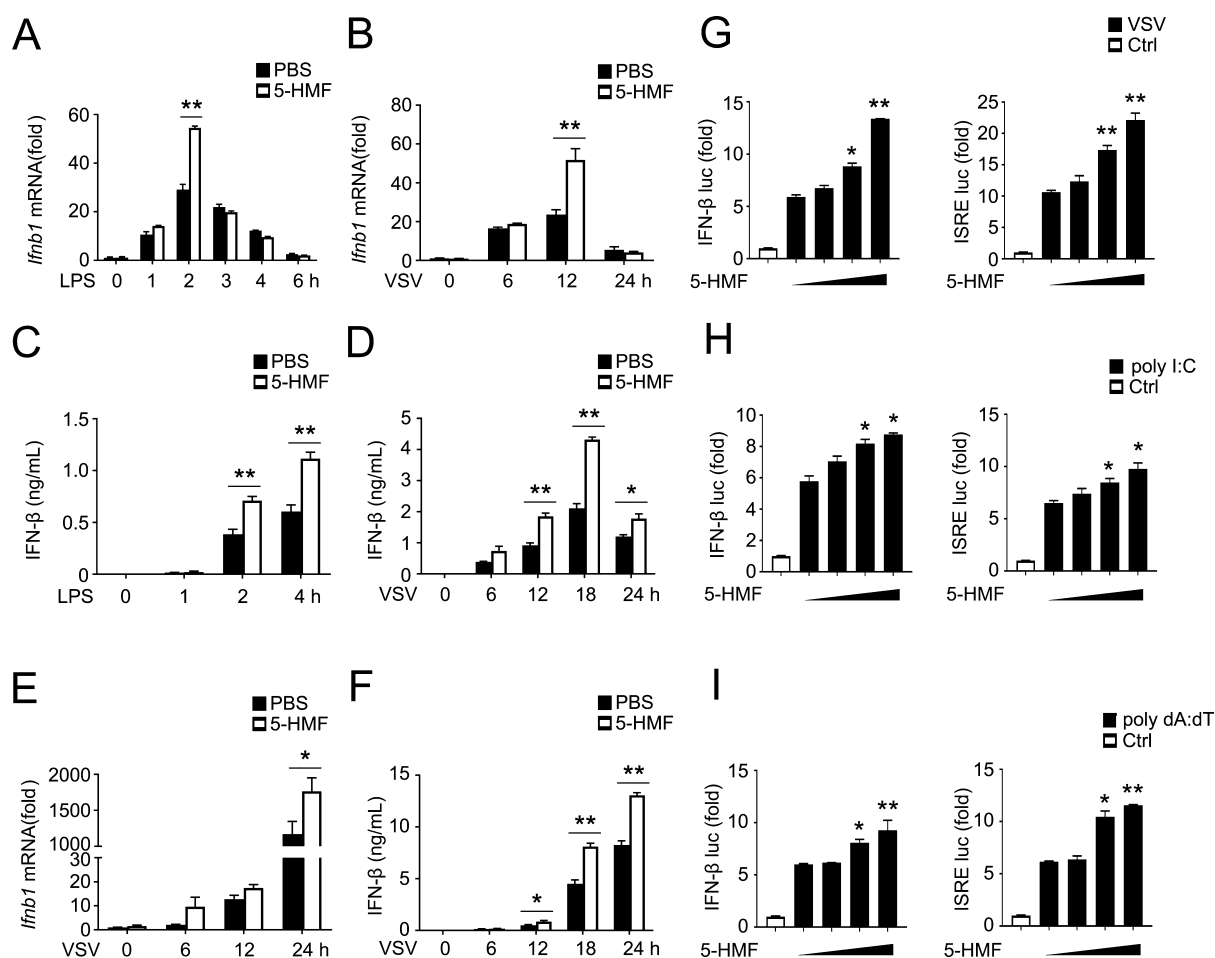 A
PBS
5-HMF
Ifnb1 mRNA(fold)
60
40
20
0
**
LPS 0 1 2 3 4 6 h
B
PBS
5-HMF
Ifnb1 mRNA(fold)
80
60
40
20
0
**
VSV 0 6 12 24 h
G
VSV
Ctrl
IFN-β luc (fold)
15
10
5
0
* **
5-HMF
ISRE luc (fold)
25
20
15
10
5
0
** **
5-HMF
C
PBS
5-HMF
IFN-β (ng/mL)
1.5
1.0
0.5
0
** **
LPS 0 1 2 4 h
D
PBS
5-HMF
IFN-β (ng/mL)
5
4
3
2
1
0
** ** *
VSV 0 6 12 18 24 h
H
poly I:C
Ctrl
IFN-β luc (fold)
10
8
6
4
2
0
* *
5-HMF
ISRE luc (fold)
15
10
5
0
* *
5-HMF
E
PBS
5-HMF
Ifnb1 mRNA(fold)
2000
1500
1000
30
20
10
0
*
VSV 0 6 12 24 h
F
PBS
5-HMF
IFN-β (ng/mL)
15
10
5
0
* ** **
VSV 0 6 12 18 24 h
I
poly dA:dT
Ctrl
IFN-β luc (fold)
15
10
5
0
* **
5-HMF
ISRE luc (fold)
15
10
5
0
* **
5-HMF